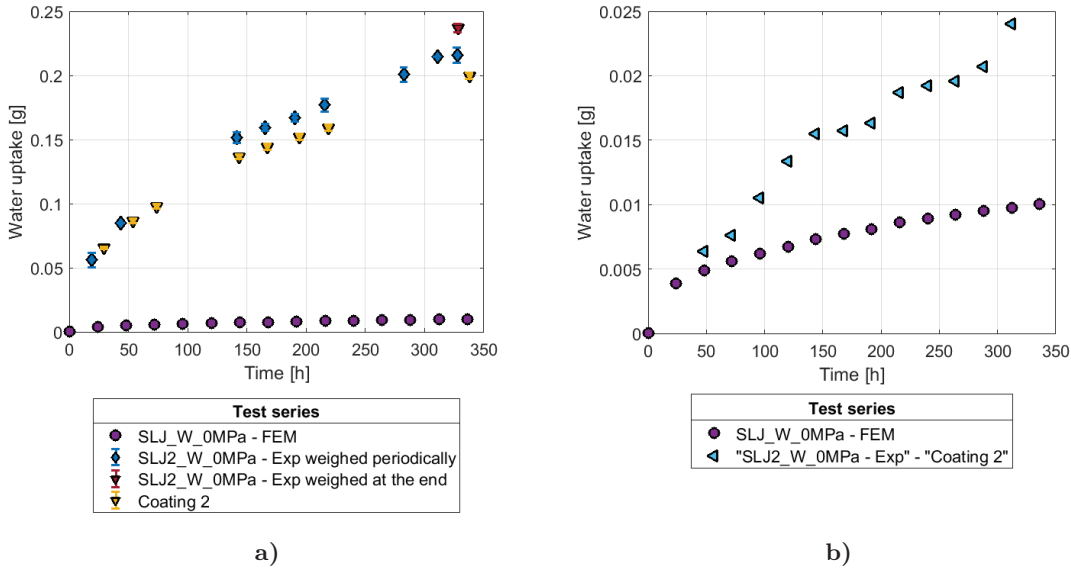 0.25
0.2
0.15
0.1
0.05
0
Water uptake [g]
0 50 100 150 200 250 300 350
Time [h]
Test series
SLJ_W_0MPa - FEM
SLJ2_W_0MPa - Exp weighed periodically
SLJ2_W_0MPa - Exp weighed at the end
Coating 2
a)
0.025
0.02
0.015
0.01
0.005
0
Water uptake [g]
0 50 100 150 200 250 300 350
Time [h]
Test series
SLJ_W_0MPa - FEM
"SLJ2_W_0MPa - Exp" - "Coating 2"
b)